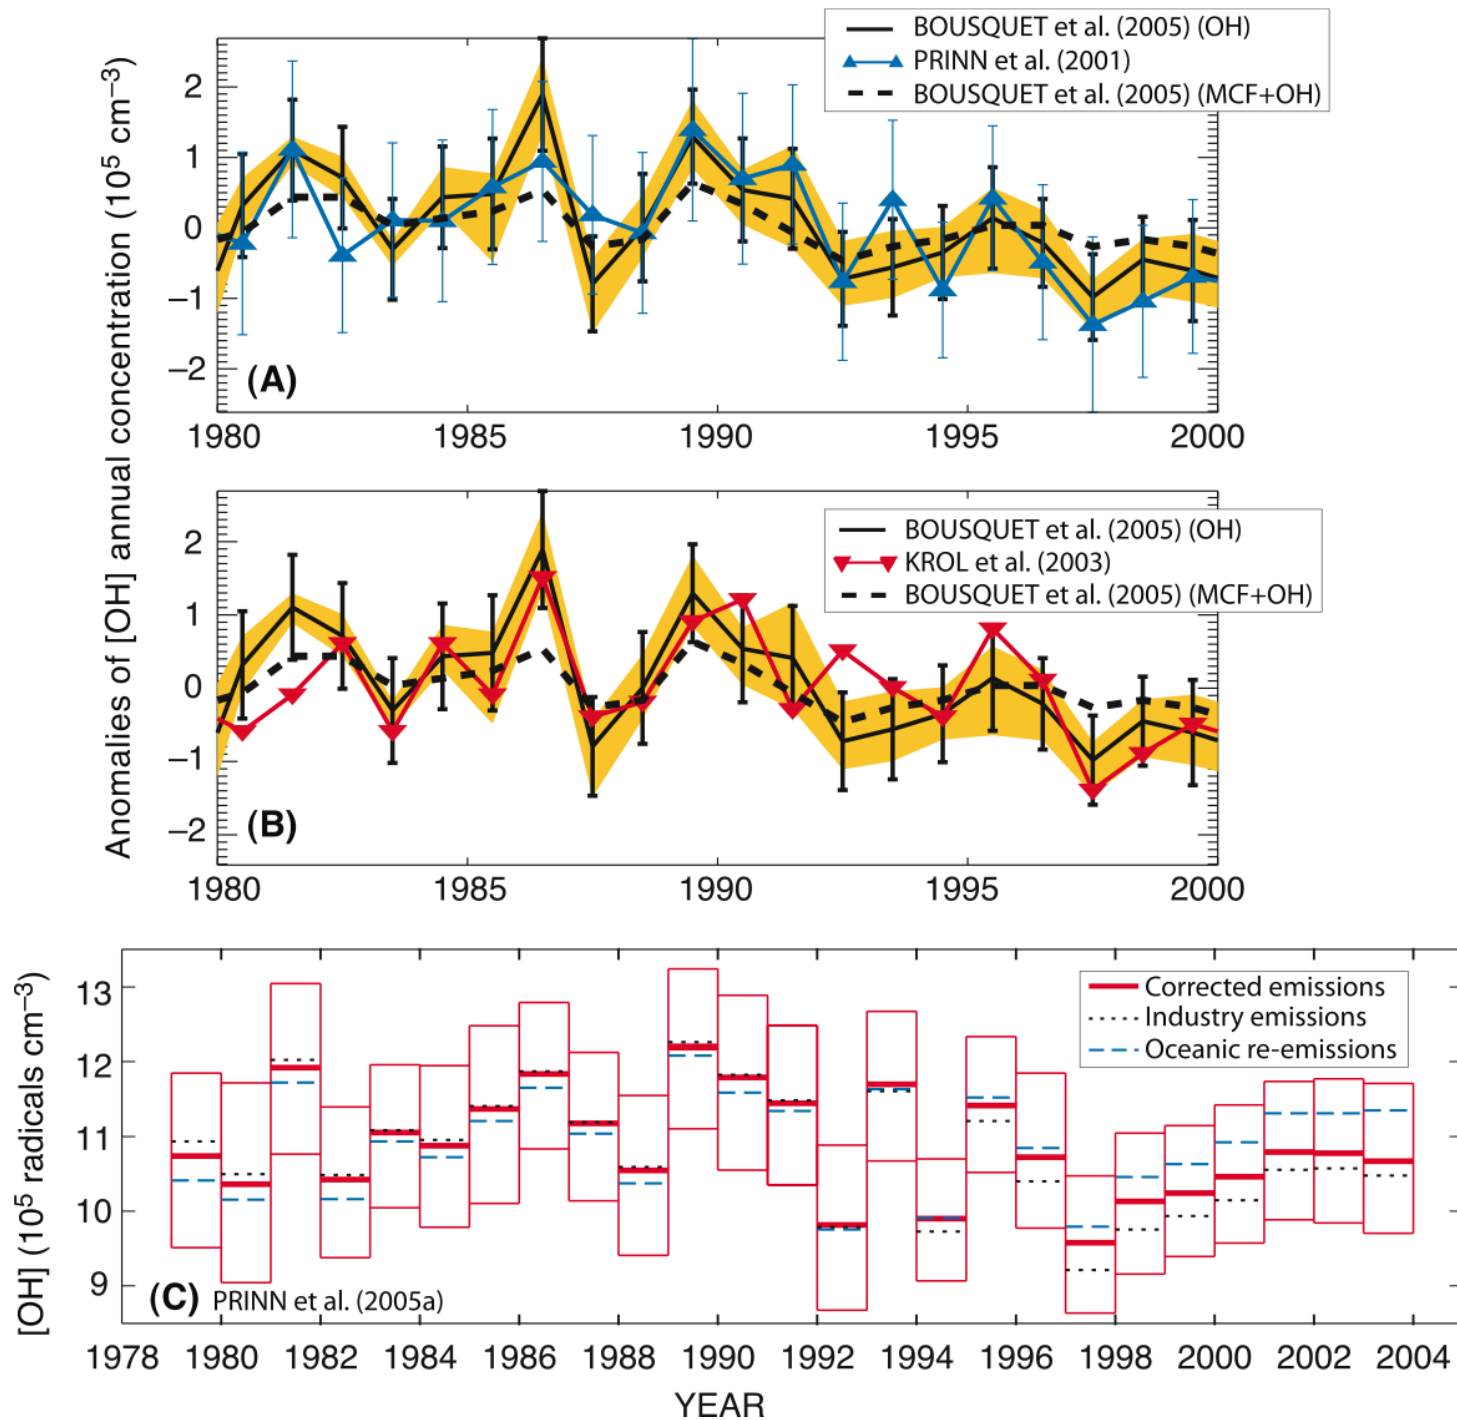 BOUSQUET et al. (2005) (OH)
PRINN et al. (2001)
BOUSQUET et al. (2005) (MCF+OH)
Anomalies of [OH] annual concentration (10⁵ cm⁻³)
2
1
0
−1
−2
(A)
1980 1985 1990 1995 2000
BOUSQUET et al. (2005) (OH)
KROL et al. (2003)
BOUSQUET et al. (2005) (MCF+OH)
2
1
0
−1
−2
(B)
1980 1985 1990 1995 2000
[OH] (10⁵ radicals cm⁻³)
13
12
11
10
9
Corrected emissions
Industry emissions
Oceanic re-emissions
(C) PRINN et al. (2005a)
1978 1980 1982 1984 1986 1988 1990 1992 1994 1996 1998 2000 2002 2004
YEAR